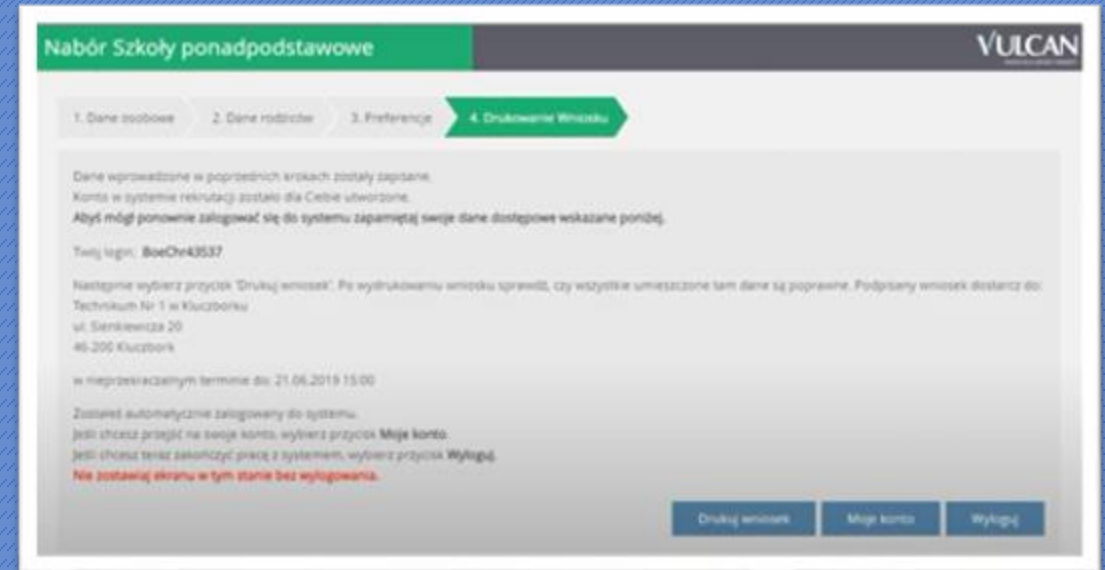 Nabór Szkoły ponadpodstawowe
VULCAN
1. Dane osobowe
2. Dane rodziców
3. Preferencje
4. Drukowanie Wniosku
Dane wprowadzone w poprzednich krokach zostały zapisane.
Konto w systemie rekrutacji zostało dla Ciebie utworzone.
Abyś mógł ponownie zalogować się do systemu zapamiętaj swoje dane dostępowe wskazane poniżej.
Twój login: BoeChr43537
Następnie wybierz przycisk 'Drukuj wniosek'. Po wydrukowaniu wniosku sprawdź, czy wszystkie umieszczone tam dane są poprawne. Podpisany wniosek dostarcz do:
Technikum Nr 1 w Kluczborku
ul. Sienkiewicza 20
46-200 Kluczbork
w nieprzekraczalnym terminie do: 21.06.2019 15:00
Zostałeś automatycznie zalogowany do systemu.
Jeśli chcesz przejść na swoje konto, wybierz przycisk Moje konto.
Jeśli chcesz teraz zakończyć pracę z systemem, wybierz przycisk Wyloguj.
Nie zostawiaj ekranu w tym stanie bez wylogowania.
Drukuj wniosek
Moje konto
Wyloguj